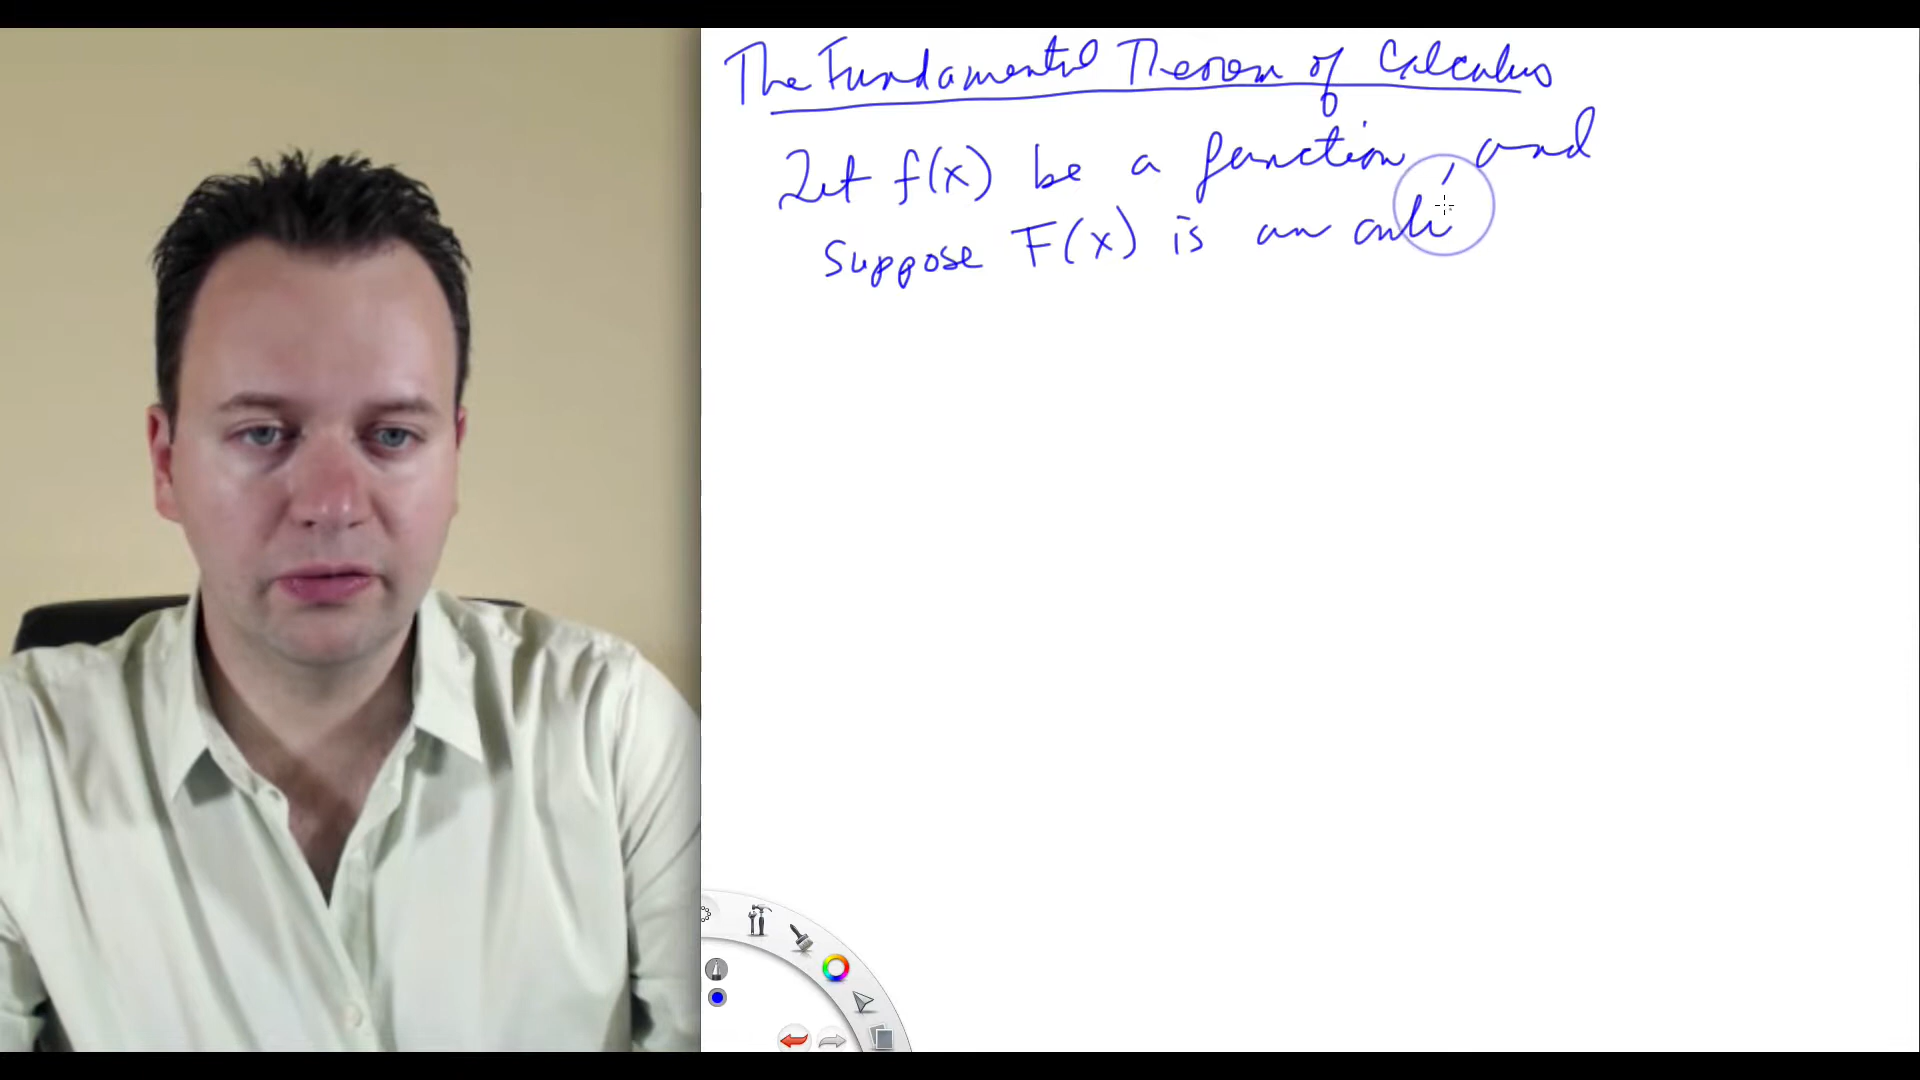 The Fundamental Theorem of Calculus
Let f(x) be a function, and
suppose F(x) is an anti